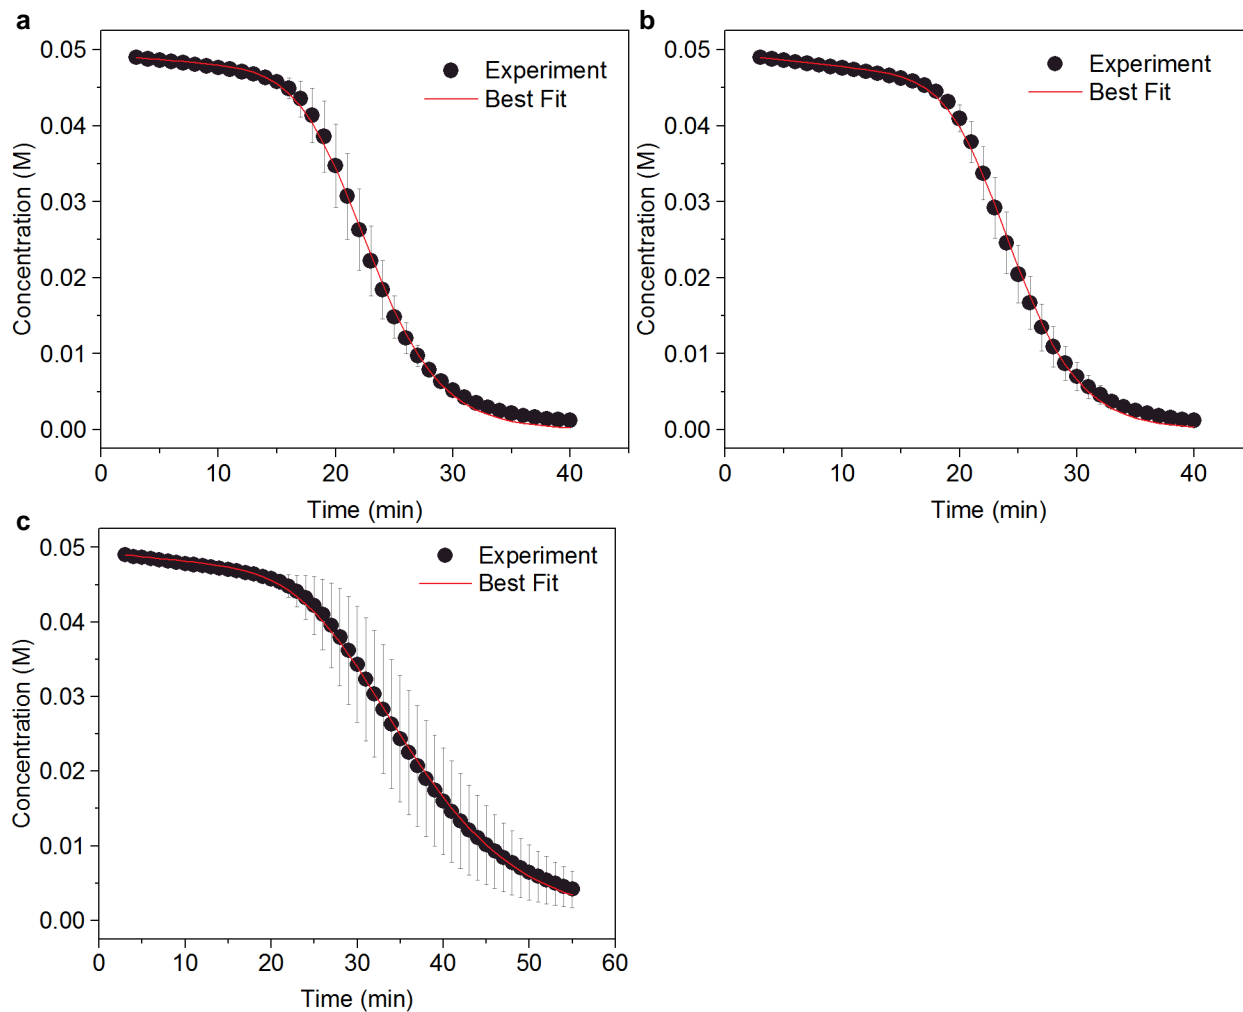 a
0.05
0.04
0.03
0.02
0.01
0.00
Concentration (M)
Experiment
Best Fit
0 10 20 30 40
Time (min)
b
0.05
0.04
0.03
0.02
0.01
0.00
Concentration (M)
Experiment
Best Fit
0 10 20 30 40
Time (min)
c
0.05
0.04
0.03
0.02
0.01
0.00
Concentration (M)
Experiment
Best Fit
0 10 20 30 40 50 60
Time (min)